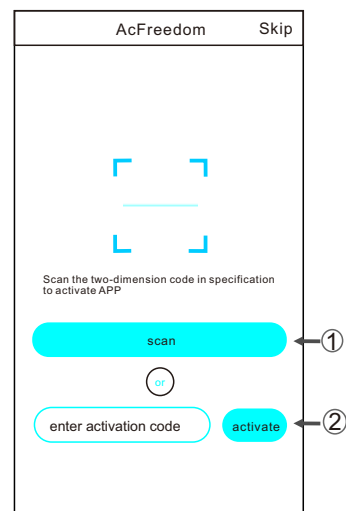 AcFreedom Skip
Scan the two-dimension code in specification
to activate APP
scan
①
or
enter activation code activate
②